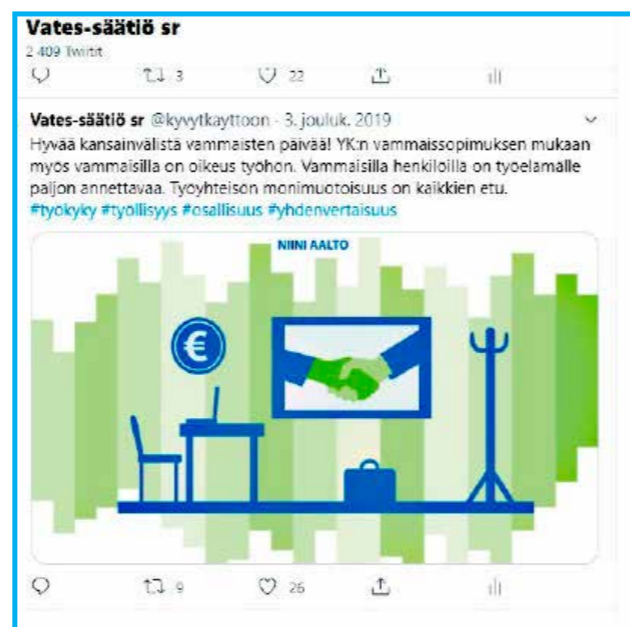 Vates-säätiö sr
2 409 Twiitit
3 22
Vates-säätiö sr @kyvytkayttoon · 3. jouluk. 2019
Hyvää kansainvälistä vammaisten päivää! YK:n vammaissopimuksen mukaan
myös vammaisilla on oikeus työhön. Vammaisilla henkilöillä on työelämälle
paljon annettavaa. Työyhteisön monimuotoisuus on kaikkien etu.
#työkyky #työllisyys #osallisuus #yhdenvertaisuus
NIINI AALTO
€
9 26